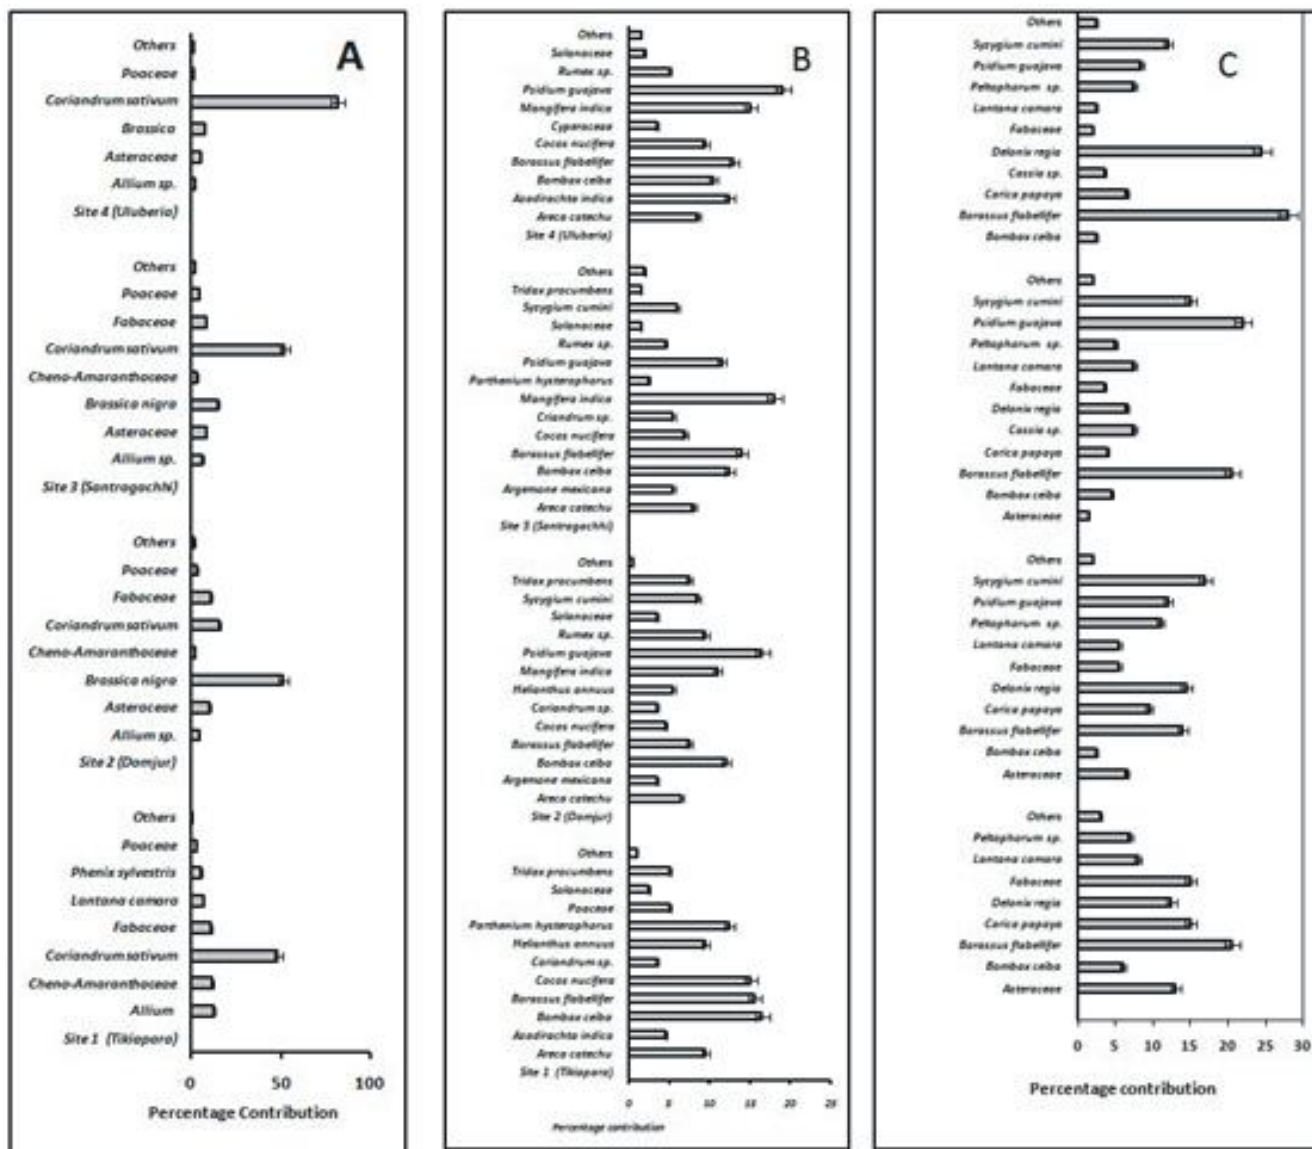 A
Others
Poaceae
Coriandrum sativum
Brassica
Asteraceae
Allium sp.
Site 4 (Uluberia)
Others
Poaceae
Fabaceae
Coriandrum sativum
Cheno-Amaranthaceae
Brassica nigra
Asteraceae
Allium sp.
Site 3 (Santragachhi)
Others
Poaceae
Fabaceae
Coriandrum sativum
Cheno-Amaranthaceae
Brassica nigra
Asteraceae
Allium sp.
Site 2 (Domjur)
Others
Poaceae
Phenix sylvestris
Lantana camara
Fabaceae
Coriandrum sativum
Cheno-Amaranthaceae
Allium
Site 1 (Tikiapara)
0 50 100
Percentage Contribution
B
Others
Solanaceae
Rumex sp.
Psidium guajava
Mangifera indica
Cyperaceae
Cocos nucifera
Borassus flabellifer
Bombax ceiba
Azadirachta indica
Areca catechu
Site 4 (Uluberia)
Others
Tridax procumbens
Syzygium cumini
Solanaceae
Rumex sp.
Psidium guajava
Parthenium hysterophorus
Mangifera indica
Criandrum sp.
Cocos nucifera
Borassus flabellifer
Bombax ceiba
Argemone mexicana
Areca catechu
Site 3 (Santragachhi)
Others
Tridax procumbens
Syzygium cumini
Solanaceae
Rumex sp.
Psidium guajava
Mangifera indica
Helianthus annuus
Coriandrum sp.
Cocos nucifera
Borassus flabellifer
Bombax ceiba
Argemone mexicana
Areca catechu
Site 2 (Domjur)
Others
Tridax procumbens
Solanaceae
Poaceae
Parthenium hysterophorus
Helianthus annuus
Coriandrum sp.
Cocos nucifera
Borassus flabellifer
Bombax ceiba
Azadirachta indica
Areca catechu
Site 1 (Tikiapara)
0 5 10 15 20 25
Percentage contribution
C
Others
Syzygium cumini
Psidium guajava
Peltophorum sp.
Lantana camara
Fabaceae
Delonix regia
Cassia sp.
Carica papaya
Borassus flabellifer
Bombax ceiba
Others
Syzygium cumini
Psidium guajava
Peltophorum sp.
Lantana camara
Fabaceae
Delonix regia
Cassia sp.
Carica papaya
Borassus flabellifer
Bombax ceiba
Asteraceae
Others
Syzygium cumini
Psidium guajava
Peltophorum sp.
Lantana camara
Fabaceae
Delonix regia
Carica papaya
Borassus flabellifer
Bombax ceiba
Asteraceae
Others
Peltophorum sp.
Lantana camara
Fabaceae
Delonix regia
Carica papaya
Borassus flabellifer
Bombax ceiba
Asteraceae
0 5 10 15 20 25 30
Percentage contribution